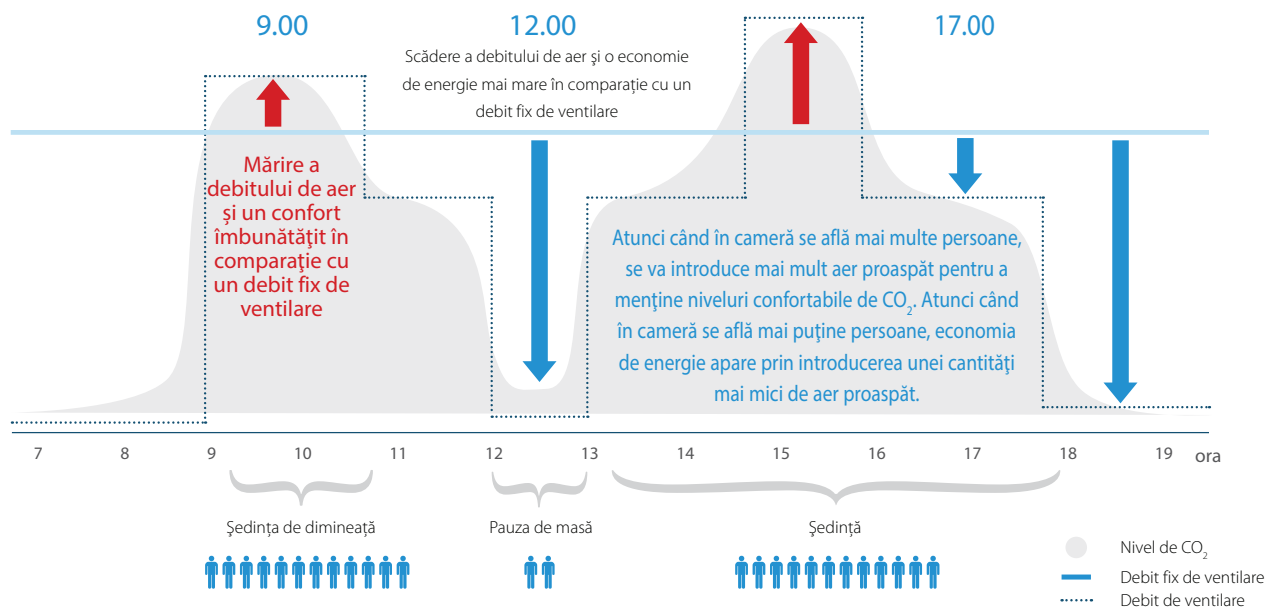 9.00
12.00
17.00
Scădere a debitului de aer şi o economie
de energie mai mare în comparaţie cu un
debit fix de ventilare
Mărire a
debitului de aer
și un confort
îmbunătăţit în
comparaţie cu
un debit fix de
ventilare
Atunci când în cameră se află mai multe persoane,
se va introduce mai mult aer proaspăt pentru a
menţine niveluri confortabile de CO₂. Atunci când
în cameră se află mai puţine persoane, economia
de energie apare prin introducerea unei cantităţi
mai mici de aer proaspăt.
7 8 9 10 11 12 13 14 15 16 17 18 19 ora
Şedinţa de dimineaţă
Pauza de masă
Şedinţă
Nivel de CO₂
Debit fix de ventilare
Debit de ventilare